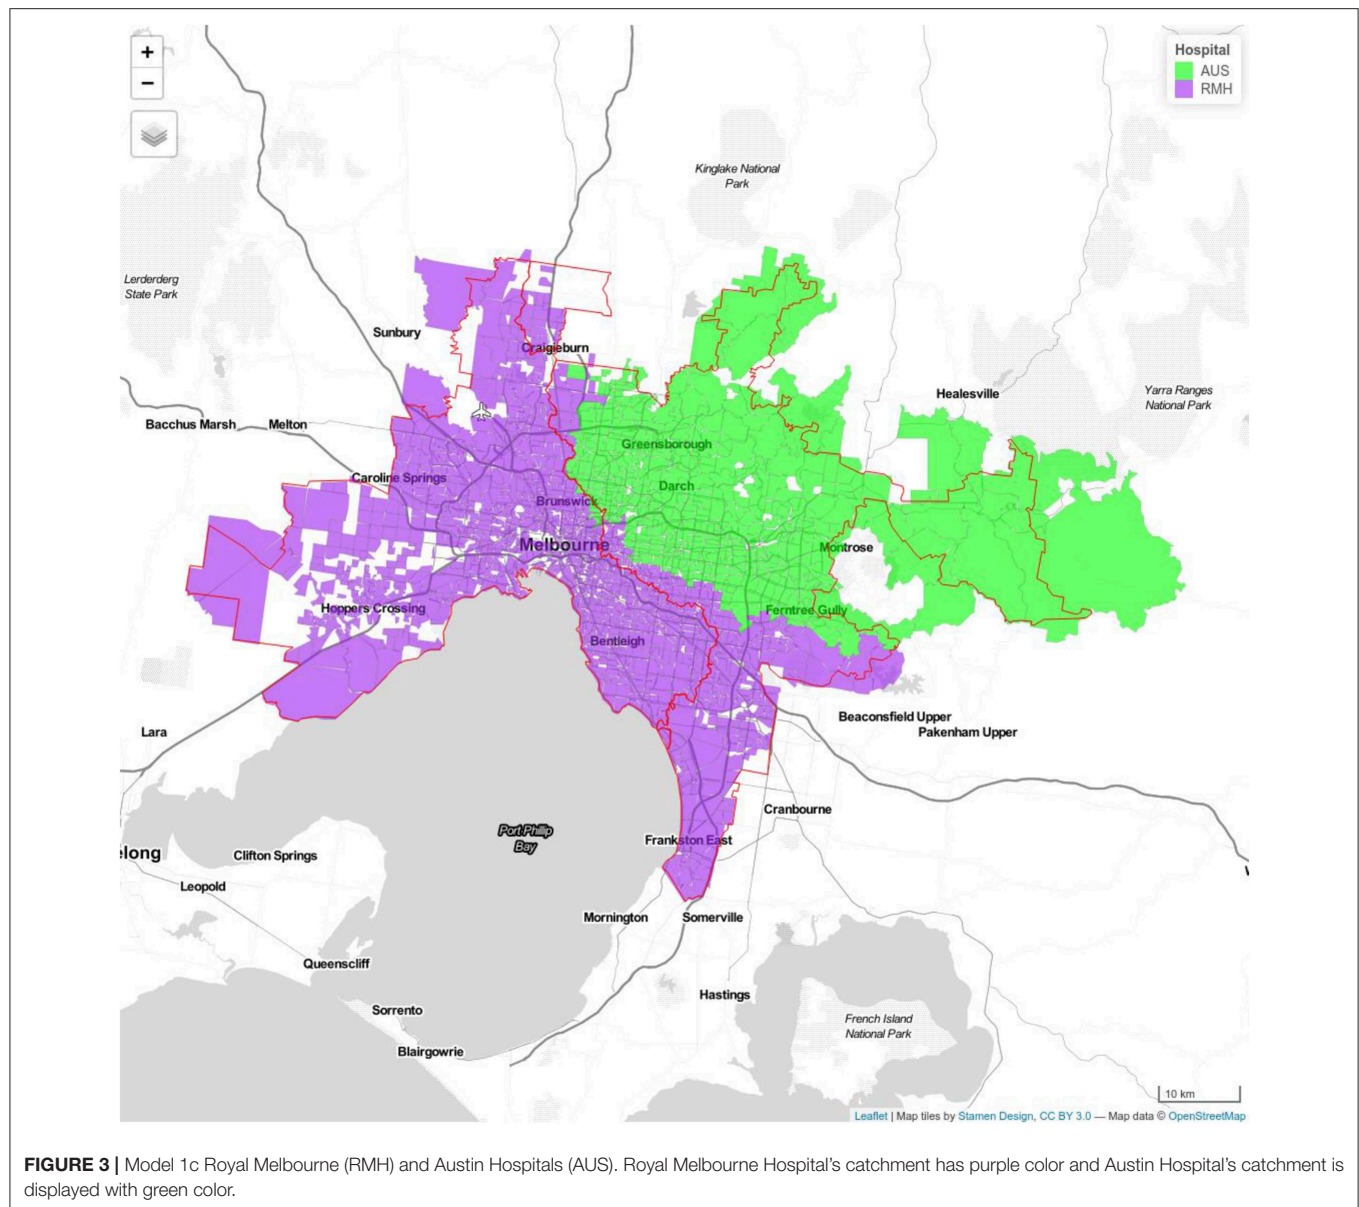 +
−
Hospital
AUS
RMH
Kinglake National
Park
Lerderderg
State Park
Sunbury
Craigieburn
Healesville
Yarra Ranges
National Park
Bacchus Marsh
Melton
Greensborough
Caroline Springs
Darch
Brunswick
Melbourne
Montrose
Hoppers Crossing
Ferntree Gully
Bentleigh
Beaconsfield Upper
Pakenham Upper
Lara
Cranbourne
Port Phillip
Bay
Frankston East
elong
Clifton Springs
Leopold
Mornington
Somerville
Queenscliff
Hastings
Sorrento
French Island
National Park
Blairgowrie
10 km
Leaflet | Map tiles by Stamen Design, CC BY 3.0 — Map data © OpenStreetMap
FIGURE 3 | Model 1c Royal Melbourne (RMH) and Austin Hospitals (AUS). Royal Melbourne Hospital's catchment has purple color and Austin Hospital's catchment is
displayed with green color.